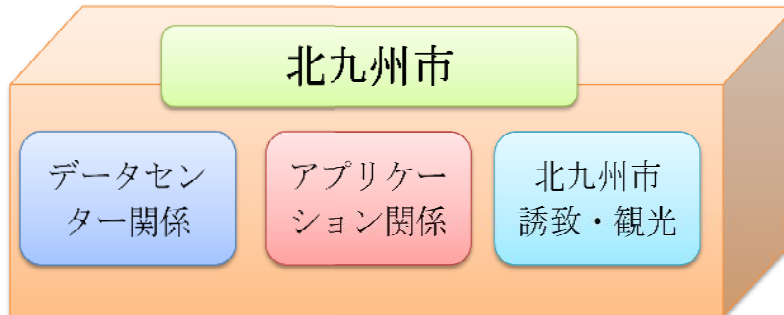 北九州市
データセン
ター関係
アプリケー
ション関係
北九州市
誘致・観光